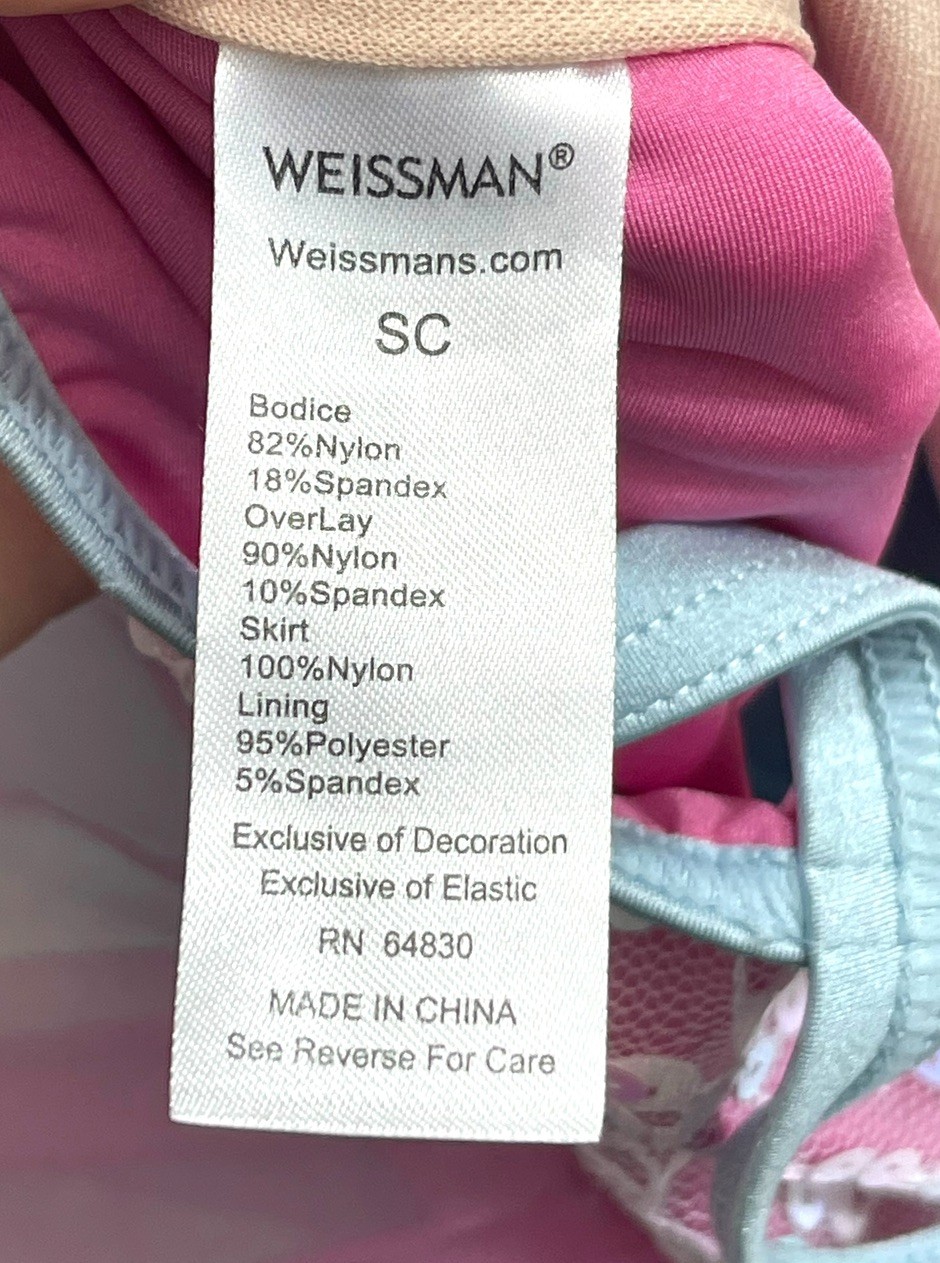 WEISSMAN®
Weissmans.com
SC
Bodice
82%Nylon
18%Spandex
OverLay
90%Nylon
10%Spandex
Skirt
100%Nylon
Lining
95%Polyester
5%Spandex
Exclusive of Decoration
Exclusive of Elastic
RN 64830
MADE IN CHINA
See Reverse For Care